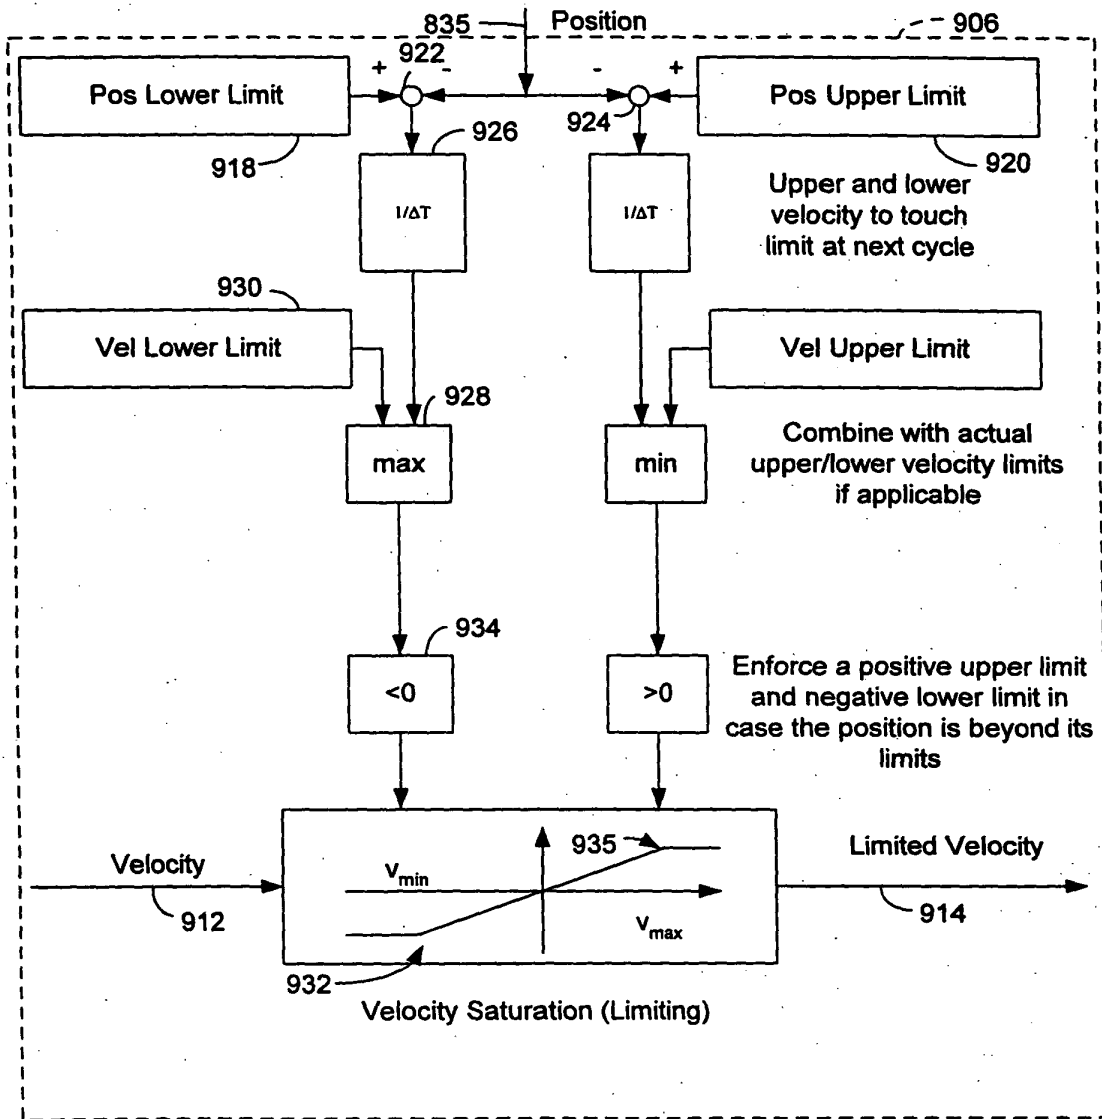 835
Position
906
+
922
-
-
+
Pos Lower Limit
924
Pos Upper Limit
918
926
920
1/ΔT
1/ΔT
Upper and lower
velocity to touch
limit at next cycle
930
Vel Lower Limit
Vel Upper Limit
928
max
min
Combine with actual
upper/lower velocity limits
if applicable
934
<0
>0
Enforce a positive upper limit
and negative lower limit in
case the position is beyond its
limits
Velocity
912
Vmin
935
Vmax
932
Limited Velocity
914
Velocity Saturation (Limiting)